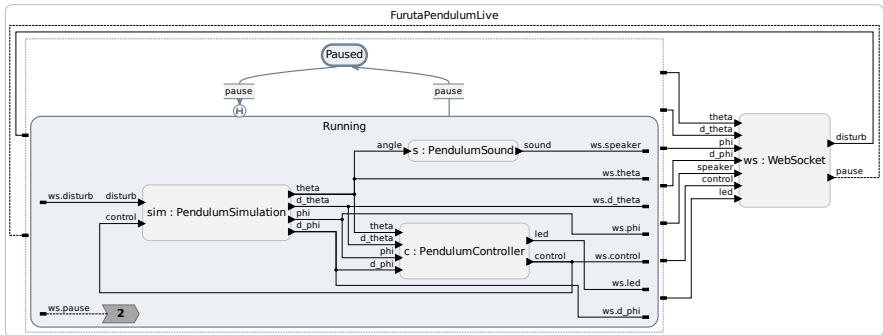 FurutaPendulumLive
Paused
pause
pause
H
Running
ws.disturb
disturb
control
sim : PendulumSimulation
theta
d_theta
phi
d_phi
angle
s : PendulumSound
sound
ws.speaker
ws.theta
ws.d_theta
theta
d_theta
phi
d_phi
c : PendulumController
led
control
ws.phi
ws.control
ws.led
ws.d_phi
ws.pause
2
theta
d_theta
phi
d_phi
speaker
control
led
ws : WebSocket
disturb
pause